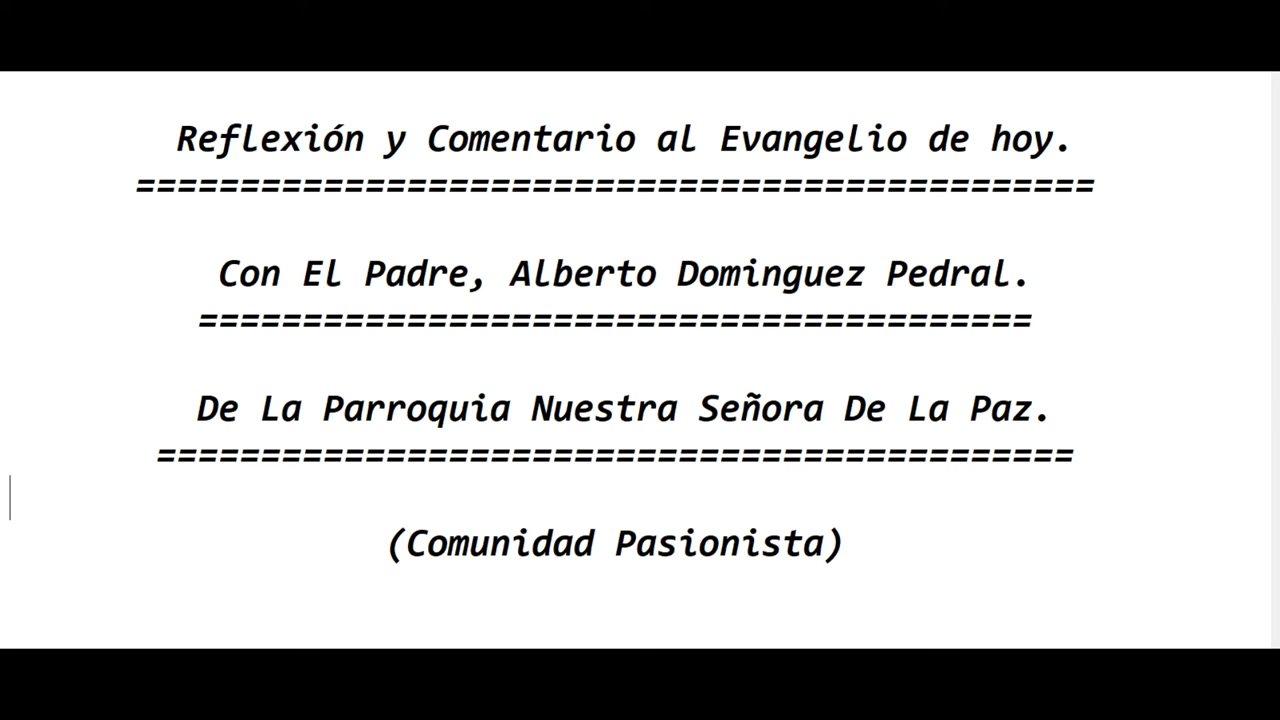 Reflexión y Comentario al Evangelio de hoy.
==============================================
Con El Padre, Alberto Dominguez Pedral.
========================================
De La Parroquia Nuestra Señora De La Paz.
============================================
(Comunidad Pasionista)